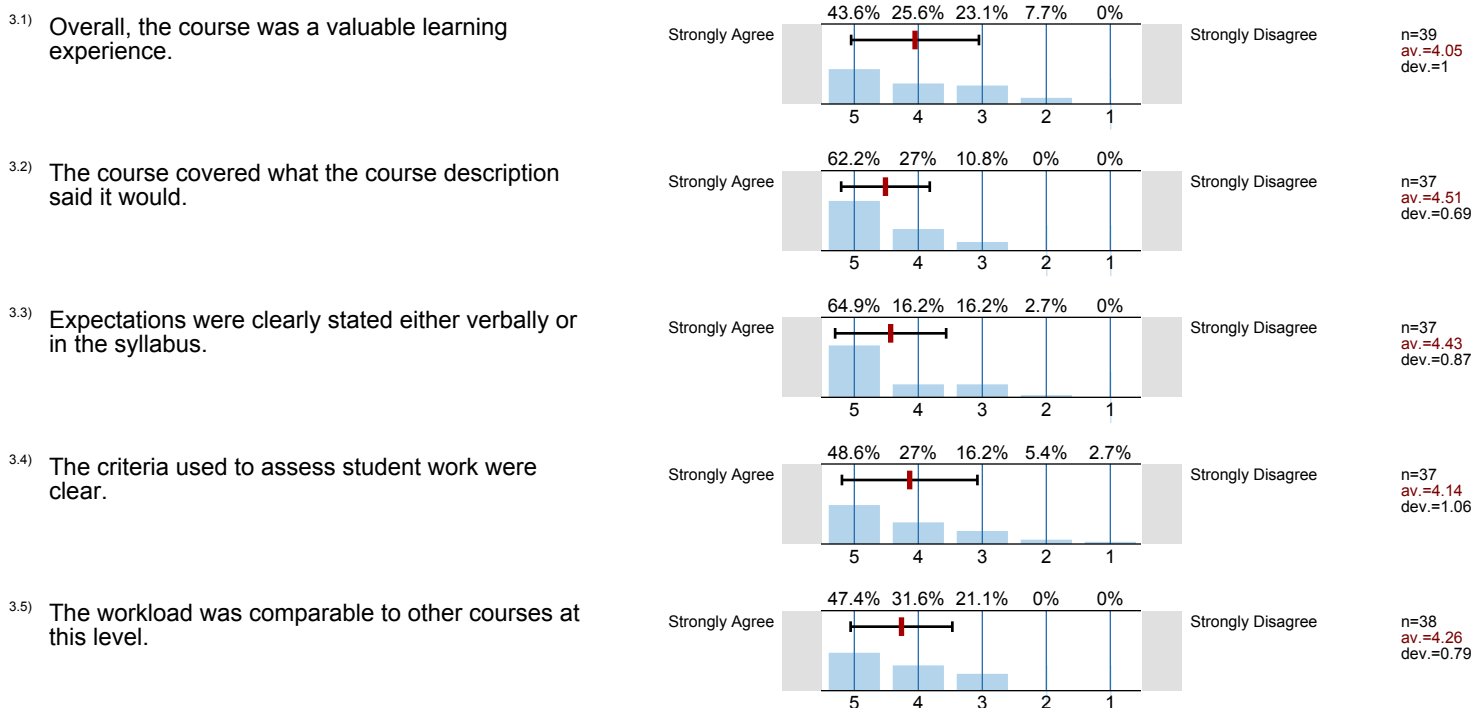 3.1) Overall, the course was a valuable learning
experience.
43.6% 25.6% 23.1% 7.7% 0%
Strongly Agree
Strongly Disagree
n=39
av.=4.05
dev.=1
5 4 3 2 1
3.2) The course covered what the course description
said it would.
62.2% 27% 10.8% 0% 0%
Strongly Agree
Strongly Disagree
n=37
av.=4.51
dev.=0.69
5 4 3 2 1
3.3) Expectations were clearly stated either verbally or
in the syllabus.
64.9% 16.2% 16.2% 2.7% 0%
Strongly Agree
Strongly Disagree
n=37
av.=4.43
dev.=0.87
5 4 3 2 1
3.4) The criteria used to assess student work were
clear.
48.6% 27% 16.2% 5.4% 2.7%
Strongly Agree
Strongly Disagree
n=37
av.=4.14
dev.=1.06
5 4 3 2 1
3.5) The workload was comparable to other courses at
this level.
47.4% 31.6% 21.1% 0% 0%
Strongly Agree
Strongly Disagree
n=38
av.=4.26
dev.=0.79
5 4 3 2 1